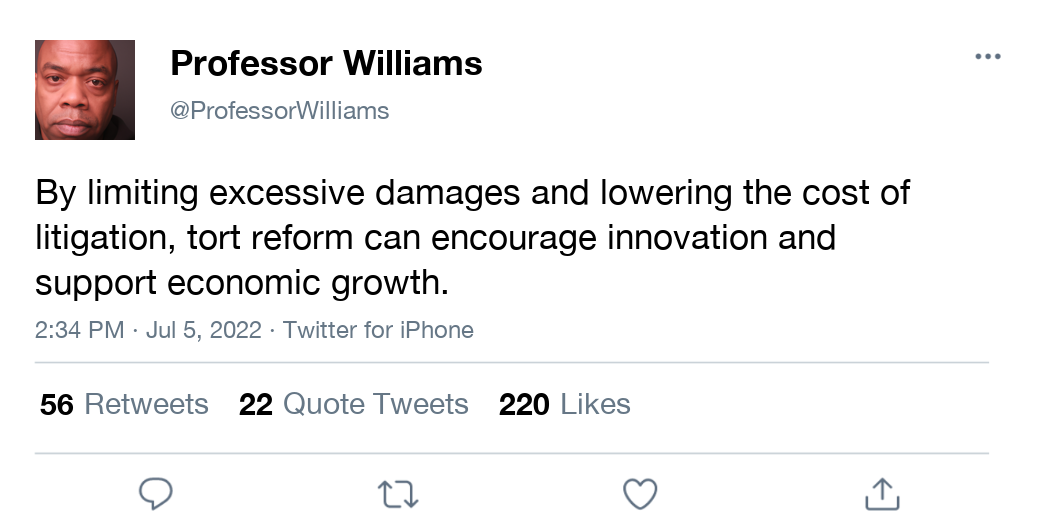 Professor Williams
@ProfessorWilliams
By limiting excessive damages and lowering the cost of
litigation, tort reform can encourage innovation and
support economic growth.
2:34 PM · Jul 5, 2022 · Twitter for iPhone
56 Retweets 22 Quote Tweets 220 Likes